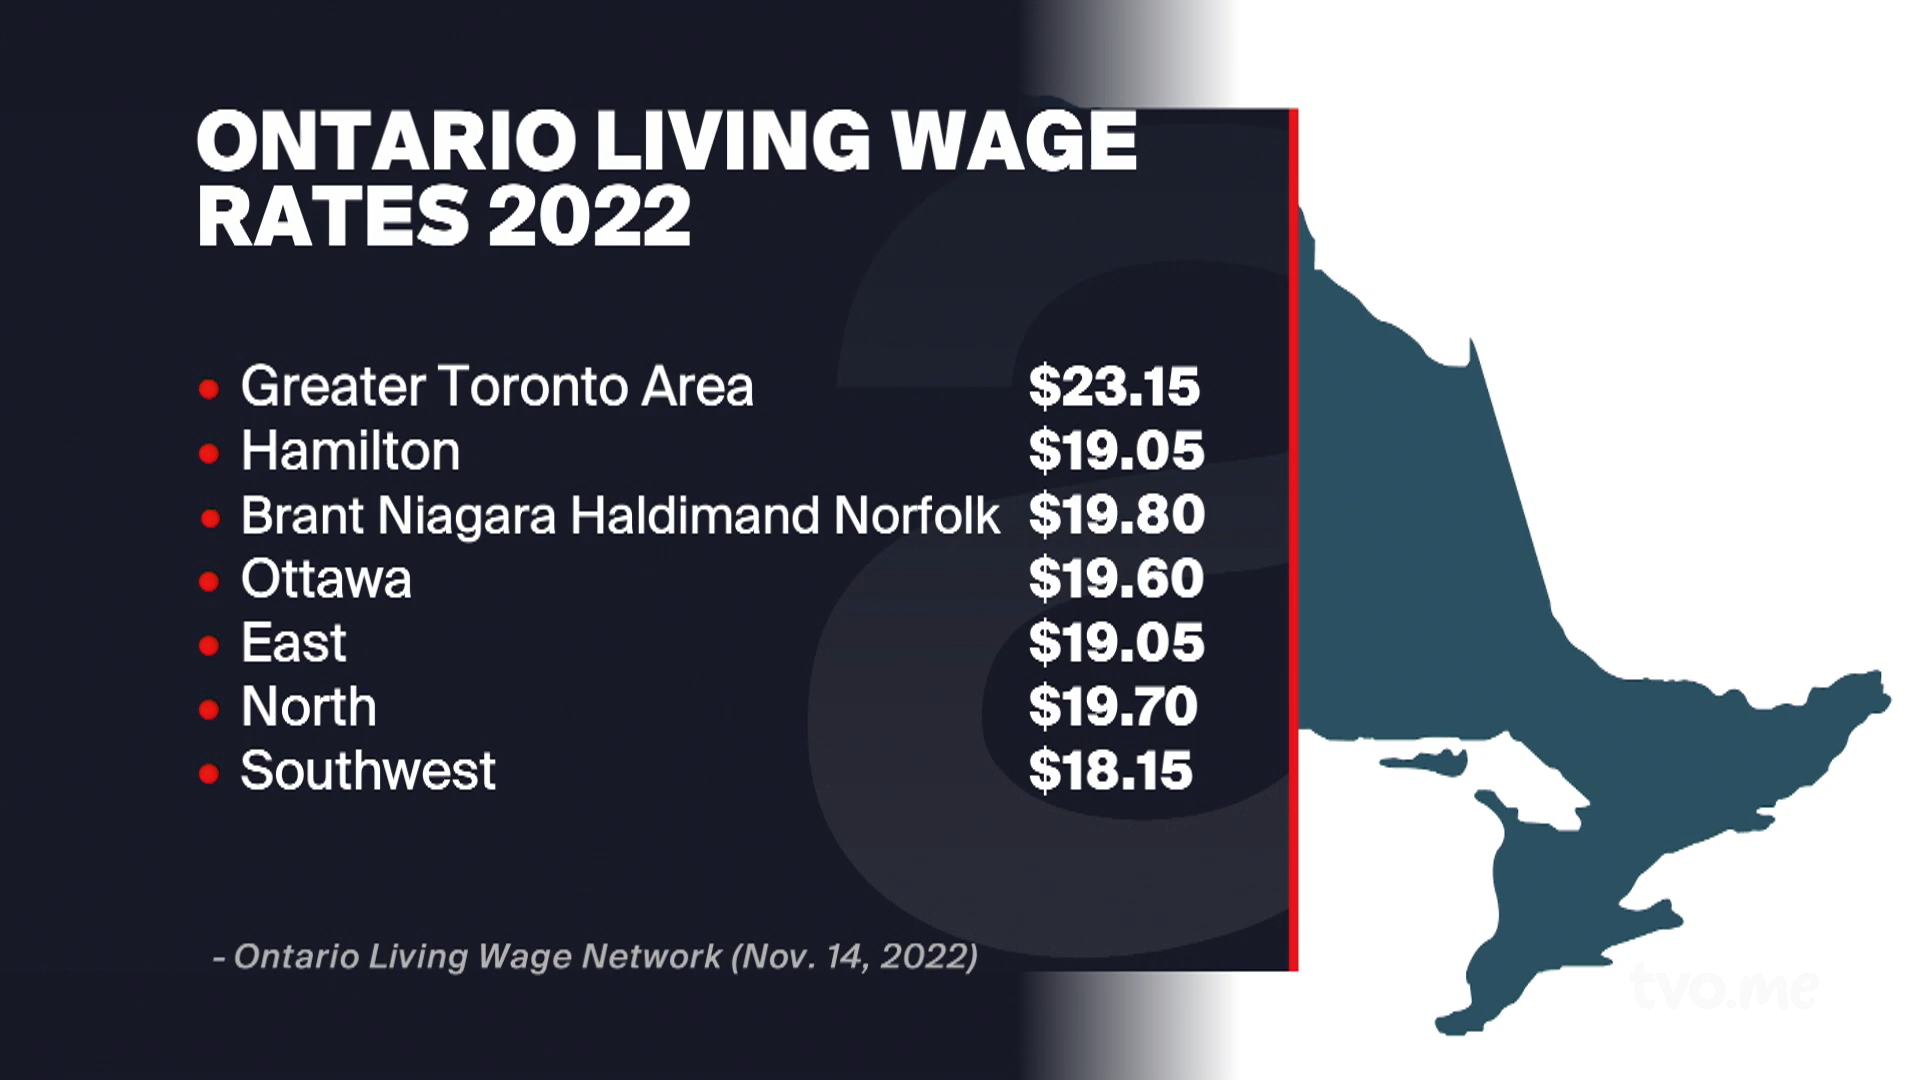 ONTARIO LIVING WAGE
RATES 2022
• Greater Toronto Area $23.15
• Hamilton $19.05
• Brant Niagara Haldimand Norfolk $19.80
• Ottawa $19.60
• East $19.05
• North $19.70
• Southwest $18.15
- Ontario Living Wage Network (Nov. 14, 2022)
tvo.me